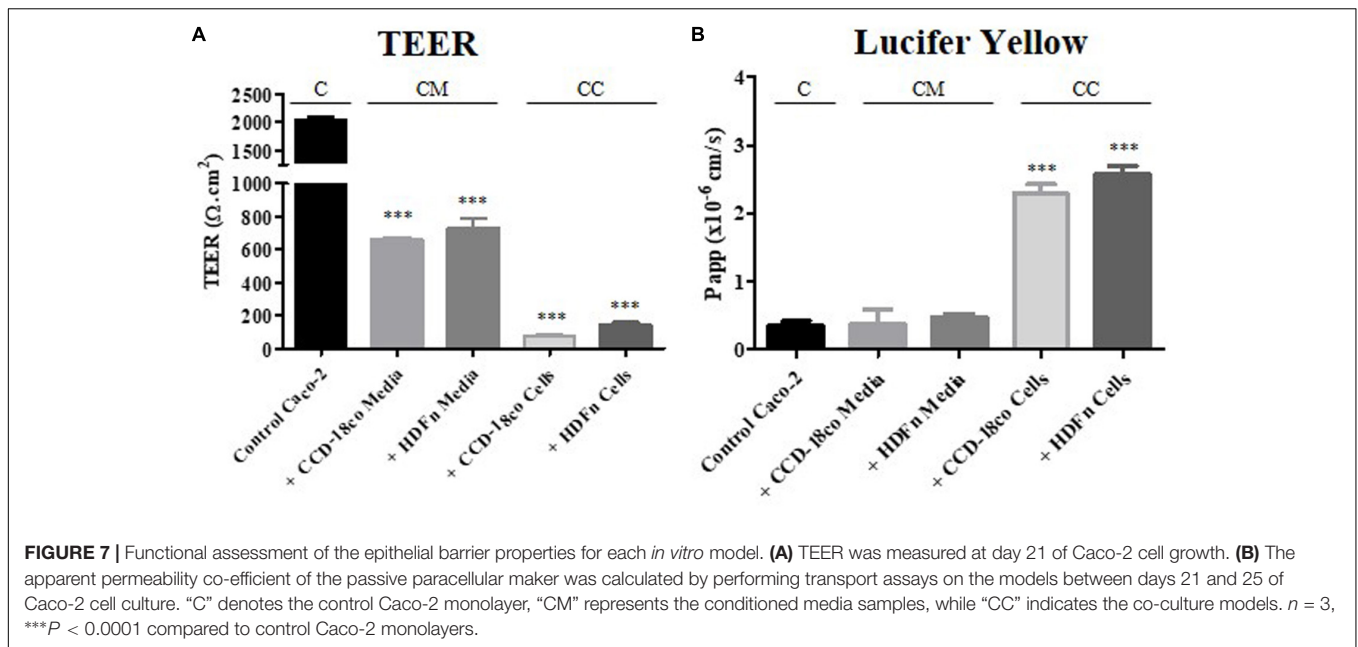 A
TEER
C
CM
CC
TEER (Ω.cm²)
2500
2000
1500
1000
800
600
400
200
0
***
***
***
***
Control Caco-2
+ CCD-18co Media
+ HDFn Media
+ CCD-18co Cells
+ HDFn Cells
B
Lucifer Yellow
C
CM
CC
Papp (x10⁻⁶ cm/s)
4
3
2
1
0
***
***
Control Caco-2
+ CCD-18co Media
+ HDFn Media
+ CCD-18co Cells
+ HDFn Cells
FIGURE 7 | Functional assessment of the epithelial barrier properties for each in vitro model. (A) TEER was measured at day 21 of Caco-2 cell growth. (B) The
apparent permeability co-efficient of the passive paracellular maker was calculated by performing transport assays on the models between days 21 and 25 of
Caco-2 cell culture. “C” denotes the control Caco-2 monolayer, “CM” represents the conditioned media samples, while “CC” indicates the co-culture models. n = 3,
***P < 0.0001 compared to control Caco-2 monolayers.